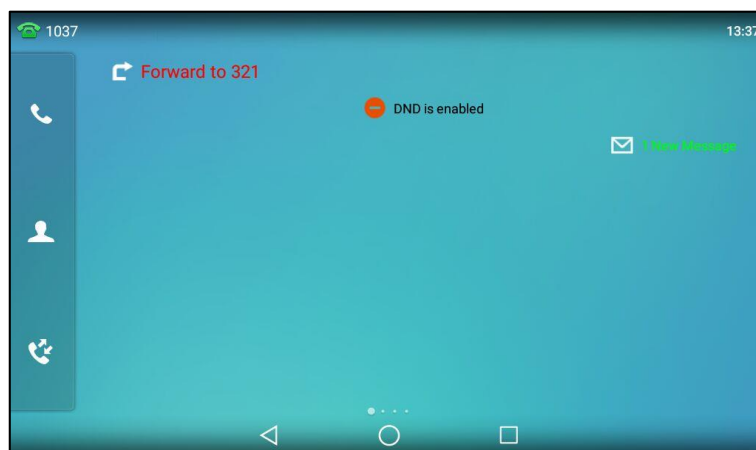 1037
13:37
Forward to 321
DND is enabled
1 New Message